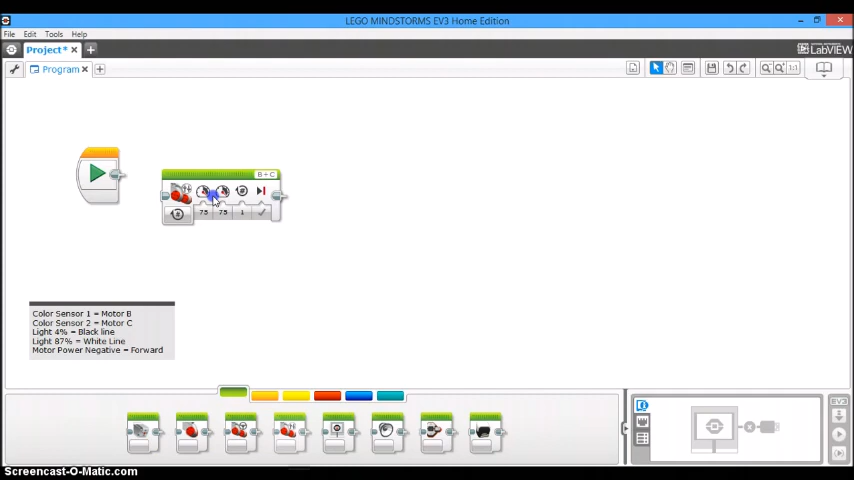 LEGO MINDSTORMS EV3 Home Edition
File Edit Tools Help
Project*
LabVIEW
Program
1:1
B + C
75 75 1
Color Sensor 1 = Motor B
Color Sensor 2 = Motor C
Light 4% = Black line
Light 87% = White Line
Motor Power Negative = Forward
EV3
Screencast-O-Matic.com